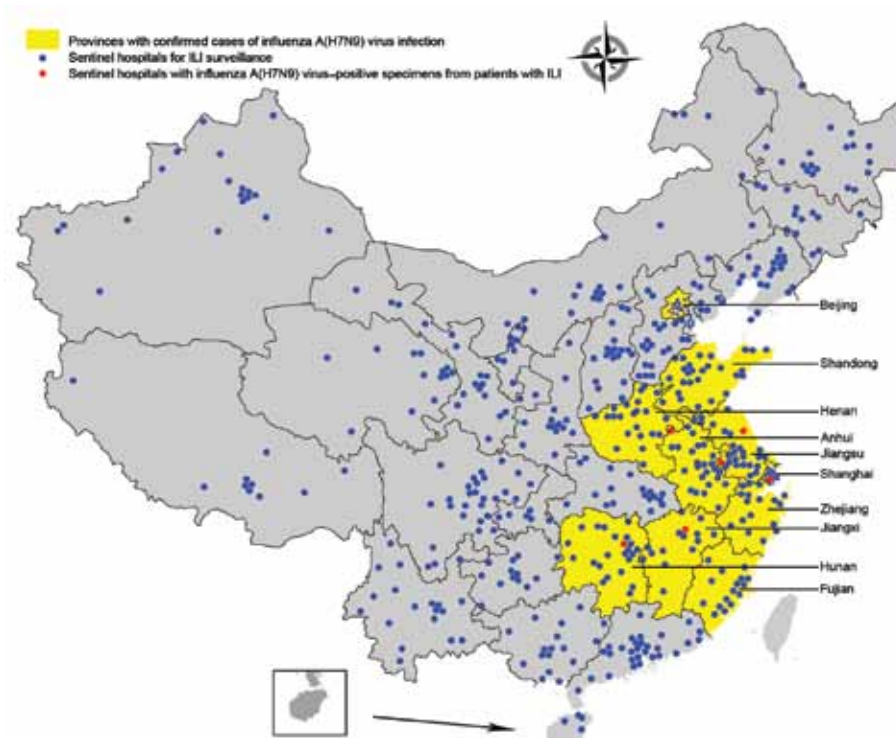 Provinces with confirmed cases of influenza A(H7N9) virus infection
Sentinel hospitals for ILI surveillance
Sentinel hospitals with influenza A(H7N9) virus–positive specimens from patients with ILI
Beijing
Shandong
Henan
Anhui
Jiangsu
Shanghai
Zhejiang
Jiangxi
Hunan
Fujian